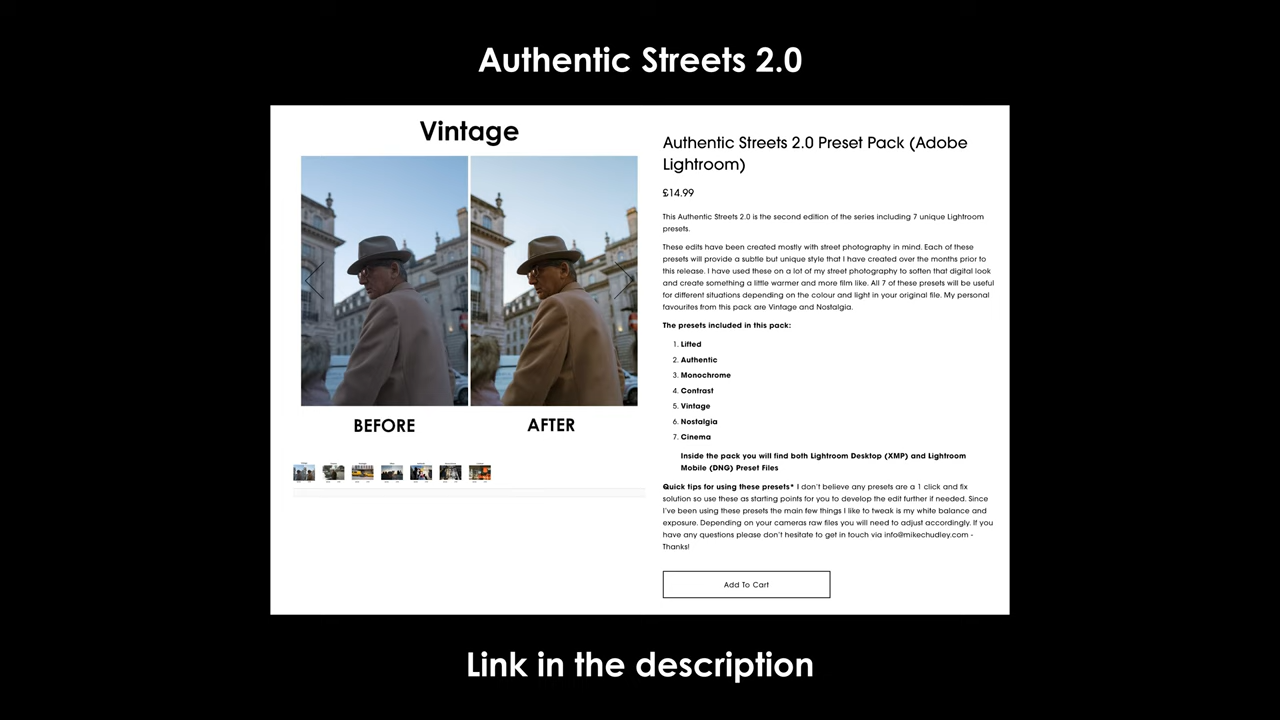 Authentic Streets 2.0
Vintage
BEFORE
AFTER
Authentic Streets 2.0 Preset Pack (Adobe
Lightroom)
£14.99
This Authentic Streets 2.0 is the second edition of the series including 7 unique Lightroom
presets.
These edits have been created mostly with street photography in mind. Each of these
presets will provide a subtle but unique style that I have created over the months prior to
this release. I have used these on a lot of my street photography to soften that digital look
and create something a little warmer and more film like. All 7 of these presets will be useful
for different situations depending on the colour and light in your original file. My personal
favourites from this pack are Vintage and Nostalgia.
The presets included in this pack:
1. Lifted
2. Authentic
3. Monochrome
4. Contrast
5. Vintage
6. Nostalgia
7. Cinema
Inside the pack you will find both Lightroom Desktop (XMP) and Lightroom
Mobile (DNG) Preset Files
Quick tips for using these presets* I don't believe any presets are a 1 click and fix
solution so use these as starting points for you to develop the edit further if needed. Since
I've been using these presets the main few things I like to tweak is my white balance and
exposure. Depending on your cameras raw files you will need to adjust accordingly. If you
have any questions please don't hesitate to get in touch via info@mikechudley.com -
Thanks!
Add To Cart
Link in the description